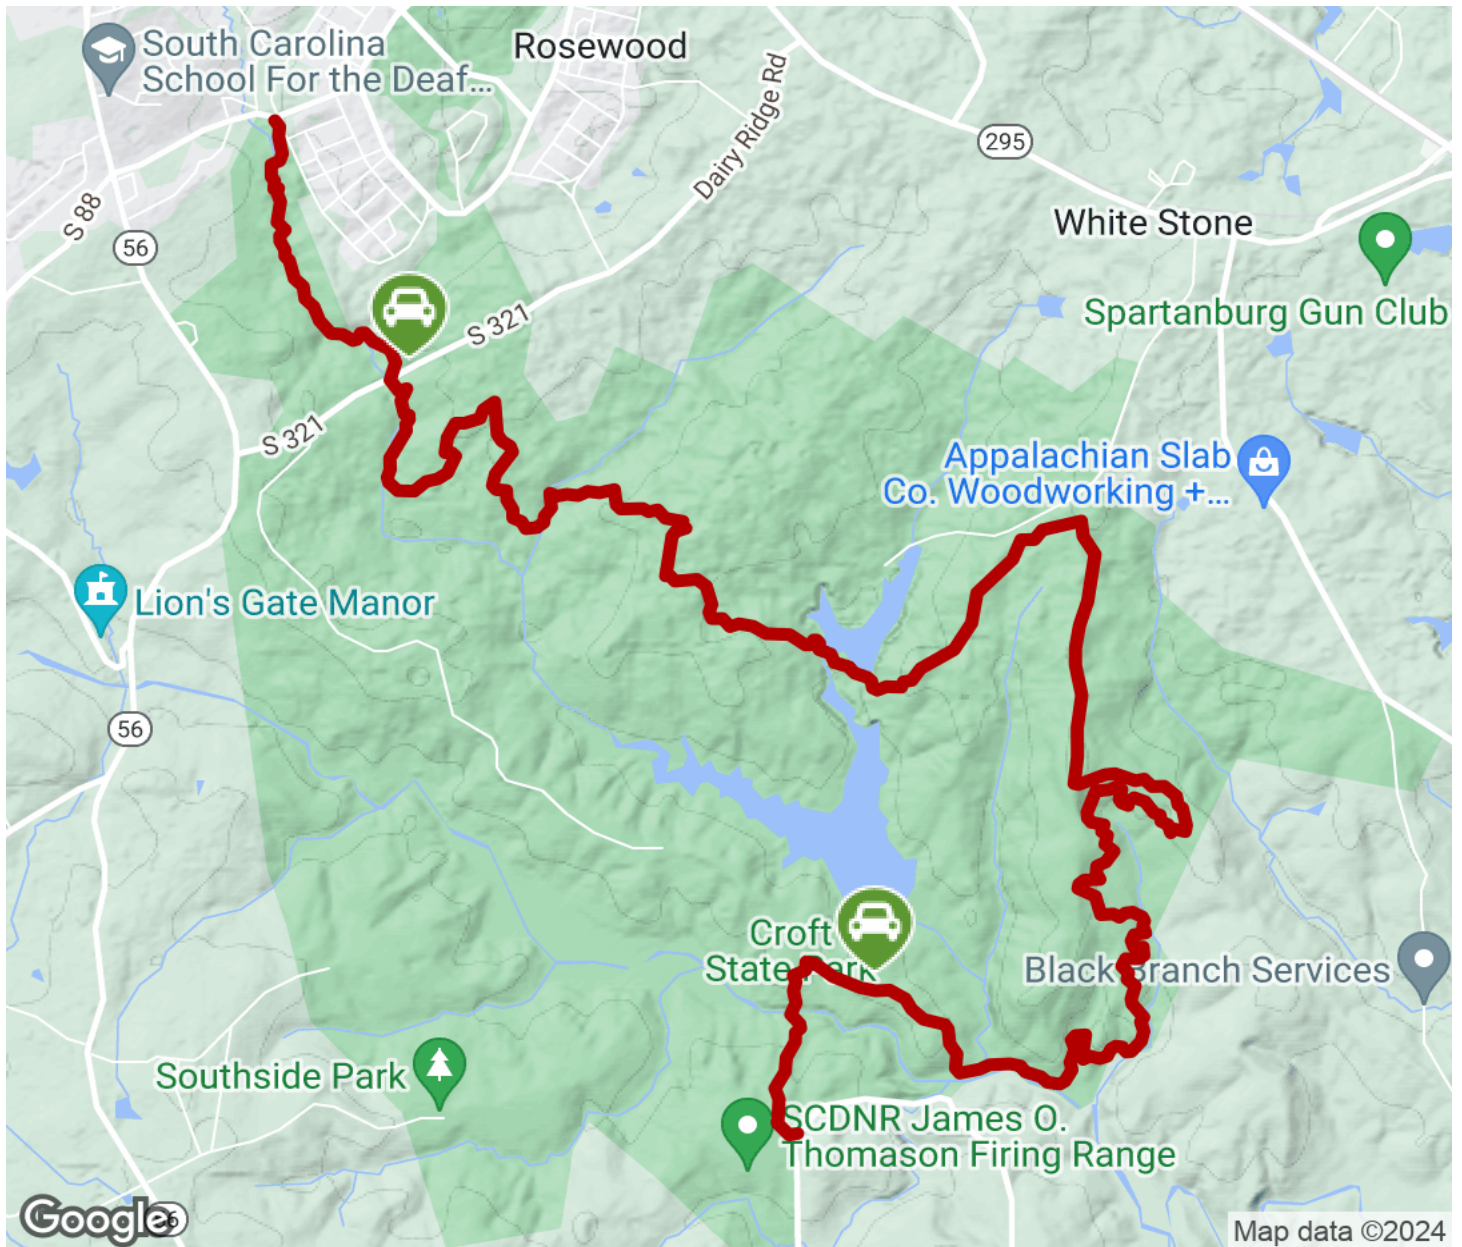 South Carolina
School For the Deaf...
Rosewood
Dairy Ridge Rd
295
S 88
56
White Stone
Spartanburg Gun Club
S 321
S 321
Appalachian Slab
Co. Woodworking +...
Lion's Gate Manor
56
Croft
State Park
Black Branch Services
Southside Park
SCDNR James O.
Thomason Firing Range
Google
Map data ©2024